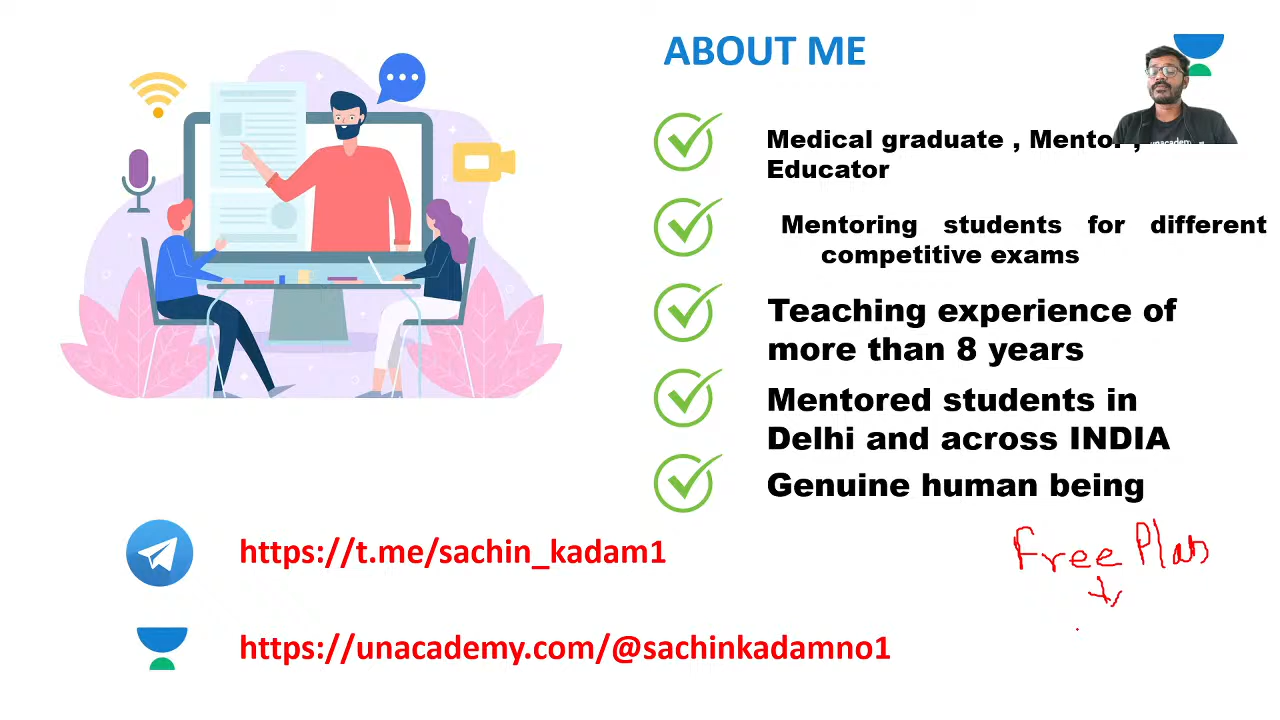 ABOUT ME
Medical graduate , Mentor ,
Educator
Mentoring students for different
competitive exams
Teaching experience of
more than 8 years
Mentored students in
Delhi and across INDIA
Genuine human being
Free Plan
https://t.me/sachin_kadam1
https://unacademy.com/@sachinkadamno1
unacademy